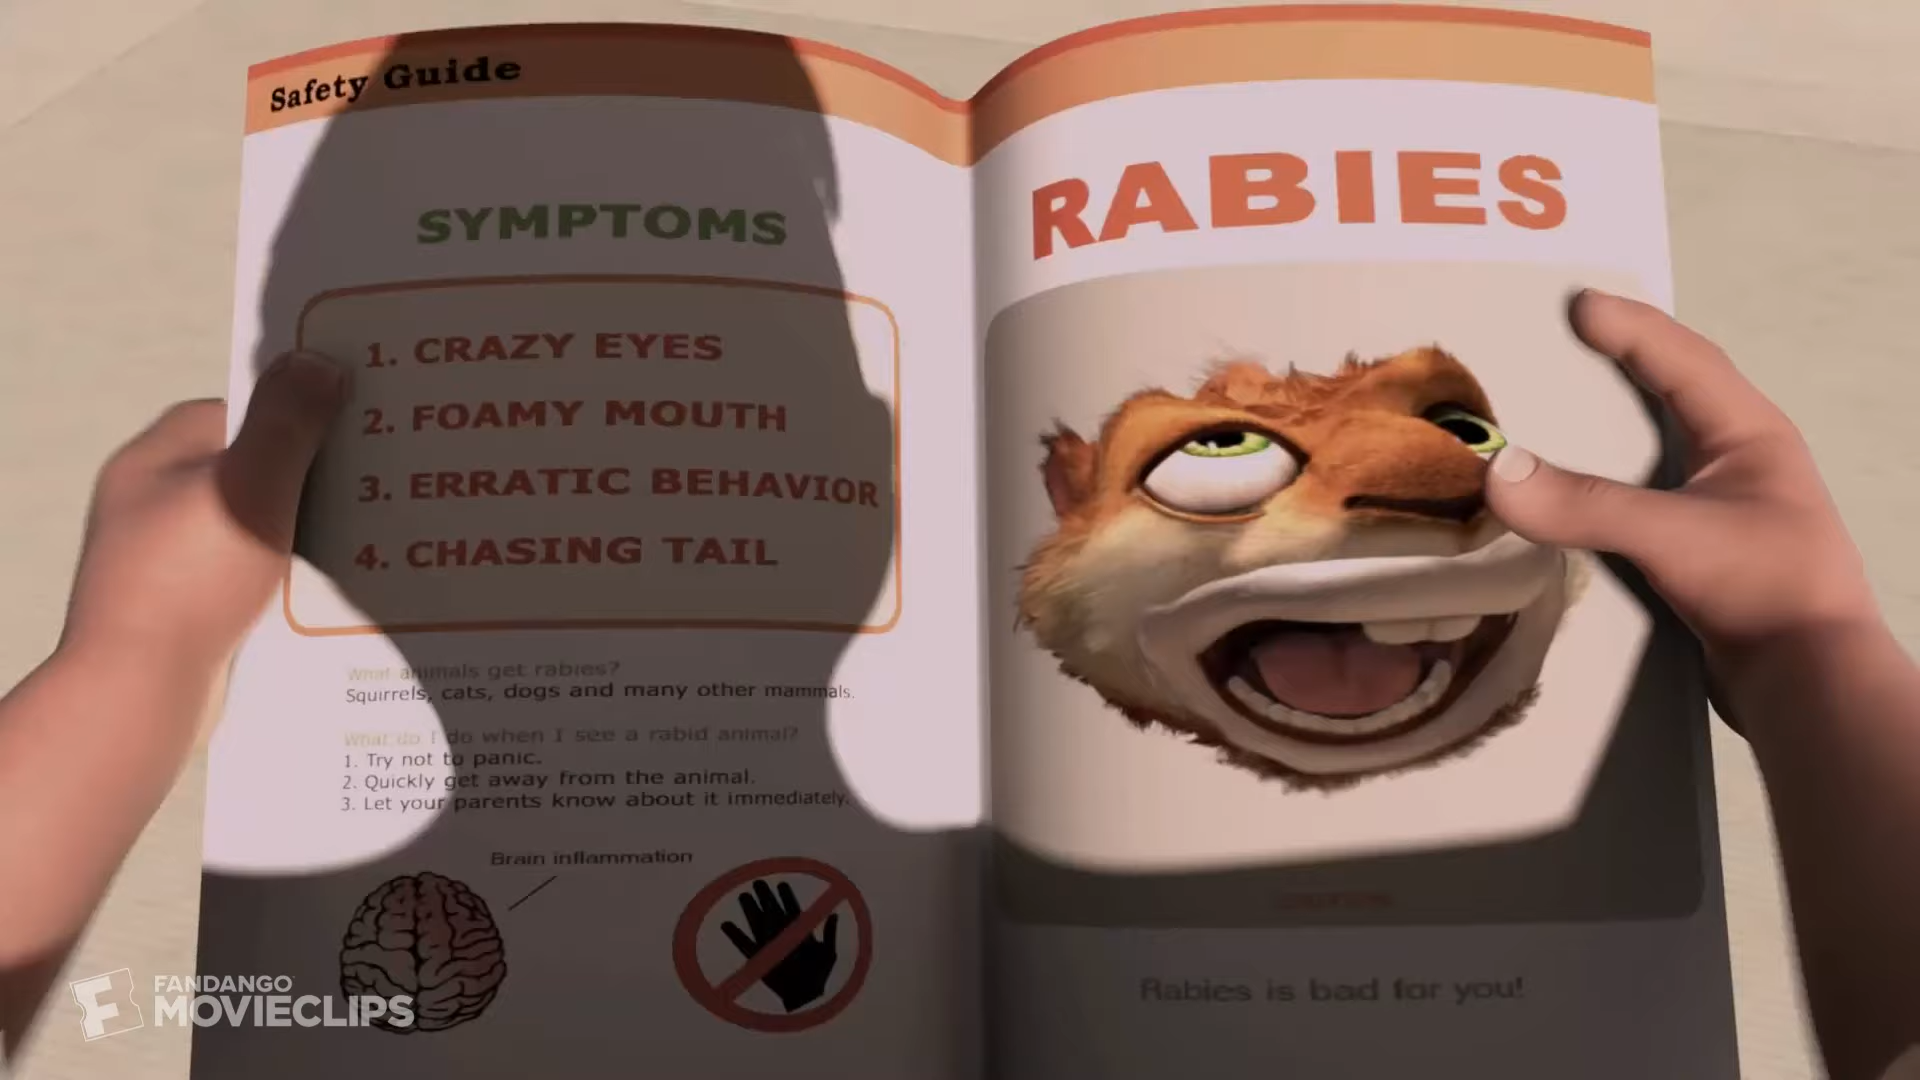 Safety Guide
SYMPTOMS
1. CRAZY EYES
2. FOAMY MOUTH
3. ERRATIC BEHAVIOR
4. CHASING TAIL
What animals get rabies?
Squirrels, cats, dogs and many other mammals.
What do I do when I see a rabid animal?
1. Try not to panic.
2. Quickly get away from the animal.
3. Let your parents know about it immediately.
Brain inflammation
RABIES
Rabies is bad for you!
FANDANGO
MOVIECLIPS